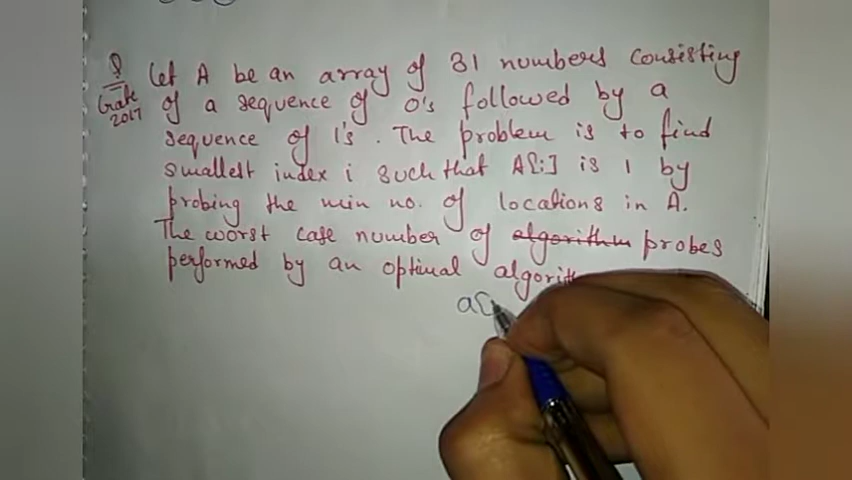 Q Let A be an array of 31 numbers consisting
Gate 2017 of a sequence of 0's followed by a
sequence of 1's. The problem is to find
smallest index i such that A[i] is 1 by
probing the min no. of locations in A.
The worst case number of algorithm probes
performed by an optimal
a[